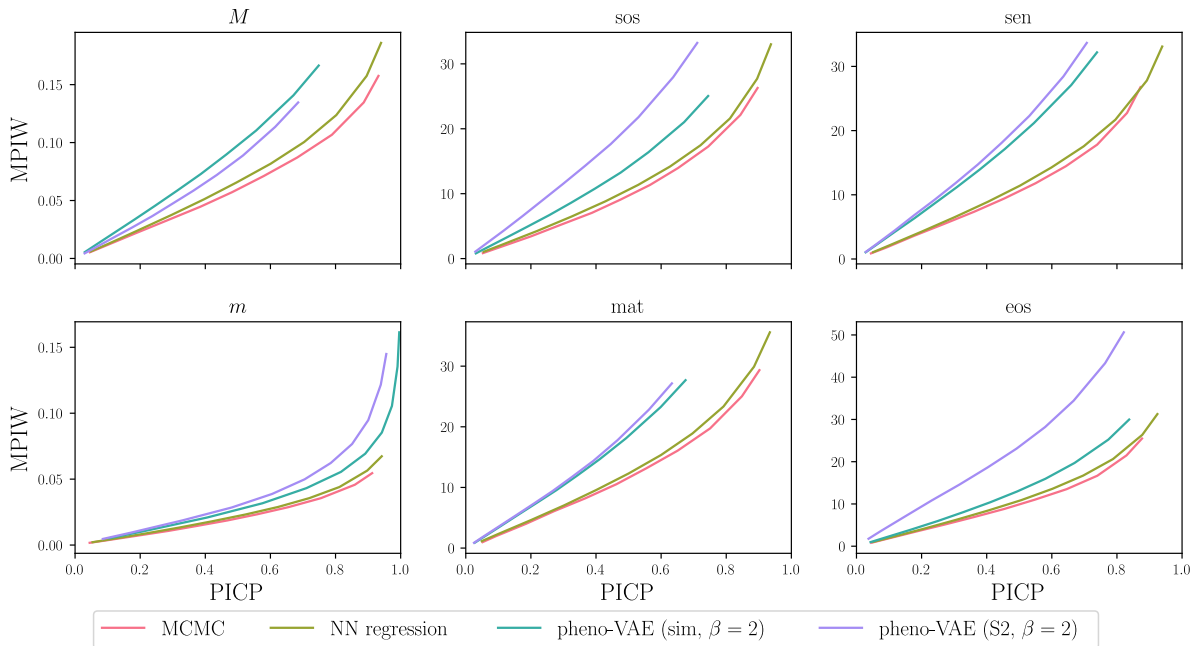 M
sos
sen
MPIW
0.15
0.10
0.05
0.00
30
20
10
0
30
20
10
0
m
mat
eos
MPIW
0.15
0.10
0.05
0.00
30
20
10
0
50
40
30
20
10
0
0.0 0.2 0.4 0.6 0.8 1.0
0.0 0.2 0.4 0.6 0.8 1.0
0.0 0.2 0.4 0.6 0.8 1.0
PICP
PICP
PICP
MCMC
NN regression
pheno-VAE (sim, β = 2)
pheno-VAE (S2, β = 2)